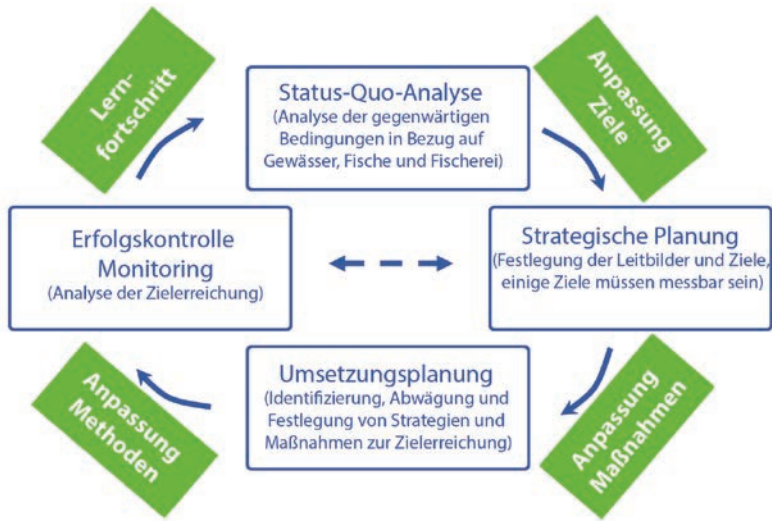 Lern-
fortschritt
Status-Quo-Analyse
(Analyse der gegenwärtigen
Bedingungen in Bezug auf
Gewässer, Fische und Fischerei)
Anpassung
Ziele
Erfolgskontrolle
Monitoring
(Analyse der Zielerreichung)
Strategische Planung
(Festlegung der Leitbilder und Ziele,
einige Ziele müssen messbar sein)
Anpassung
Methoden
Umsetzungsplanung
(Identifizierung, Abwägung und
Festlegung von Strategien und
Maßnahmen zur Zielerreichung)
Anpassung
Maßnahmen